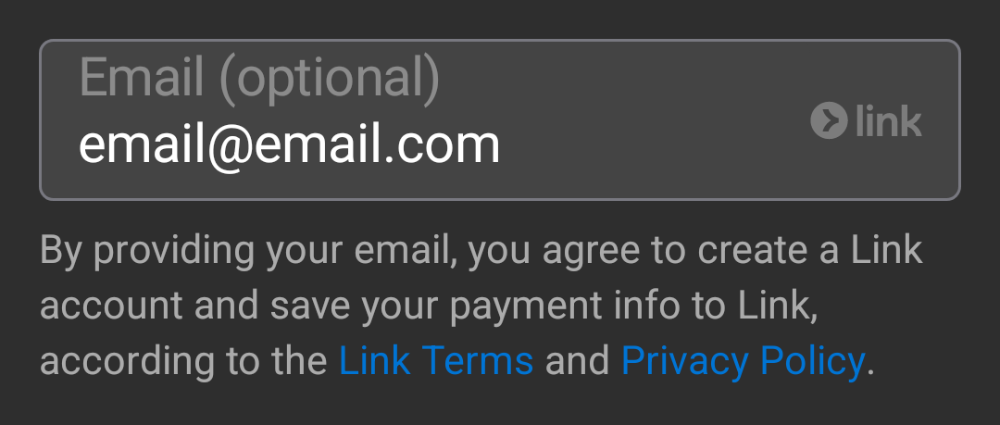 Email (optional)
email@email.com
link
By providing your email, you agree to create a Link
account and save your payment info to Link,
according to the Link Terms and Privacy Policy.